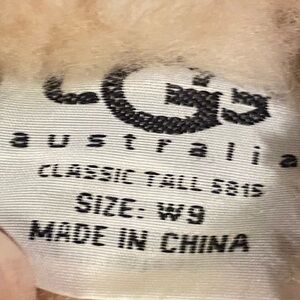 UGG
australia
CLASSIC TALL 5815
SIZE: W9
MADE IN CHINA